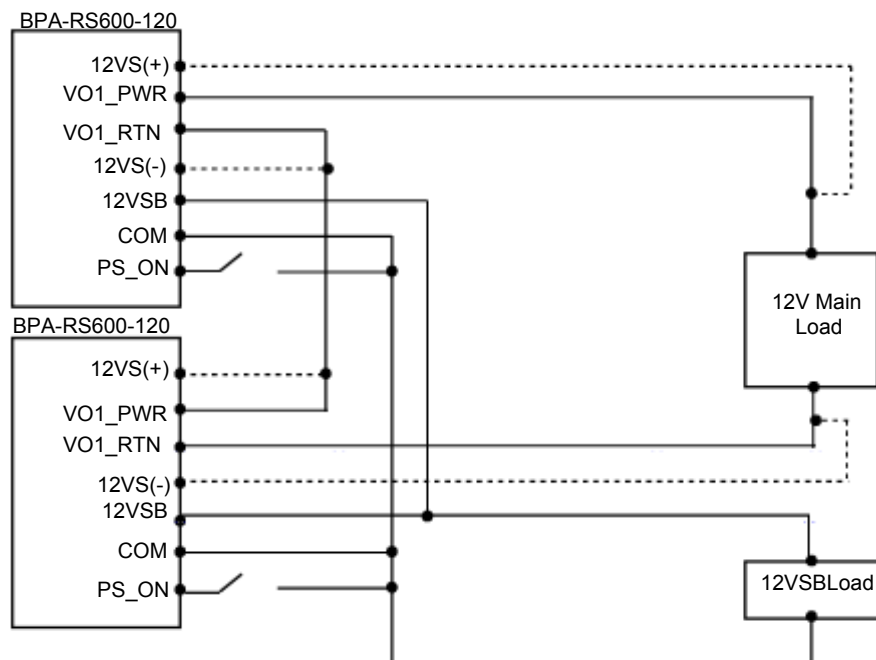 BPA-RS600-120
12VS(+)
VO1_PWR
VO1_RTN
12VS(-)
12VSB
COM
PS_ON
12V Main
Load
BPA-RS600-120
12VS(+)
VO1_PWR
VO1_RTN
12VS(-)
12VSB
COM
PS_ON
12VSBLoad